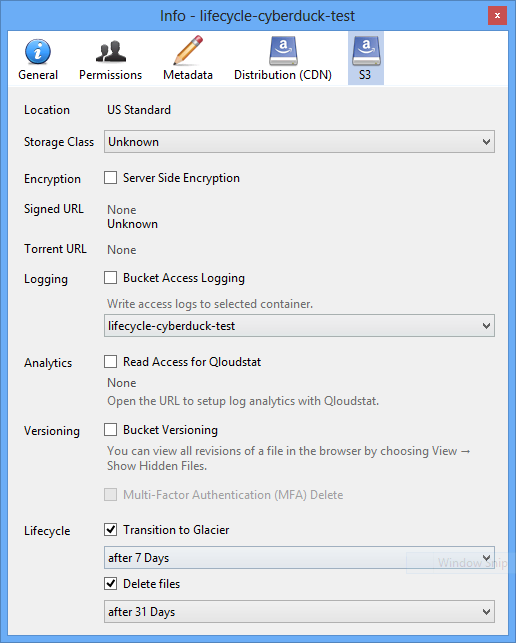 Info - lifecycle-cyberduck-test
x
a
a
General Permissions Metadata Distribution (CDN) S3
Location US Standard
Storage Class Unknown
Encryption Server Side Encryption
Signed URL None
Unknown
Torrent URL None
Logging Bucket Access Logging
Write access logs to selected container.
lifecycle-cyberduck-test
Analytics Read Access for Qloudstat
None
Open the URL to setup log analytics with Qloudstat.
Versioning Bucket Versioning
You can view all revisions of a file in the browser by choosing View →
Show Hidden Files.
Multi-Factor Authentication (MFA) Delete
Lifecycle Transition to Glacier
after 7 Days
Window Snip
Delete files
after 31 Days